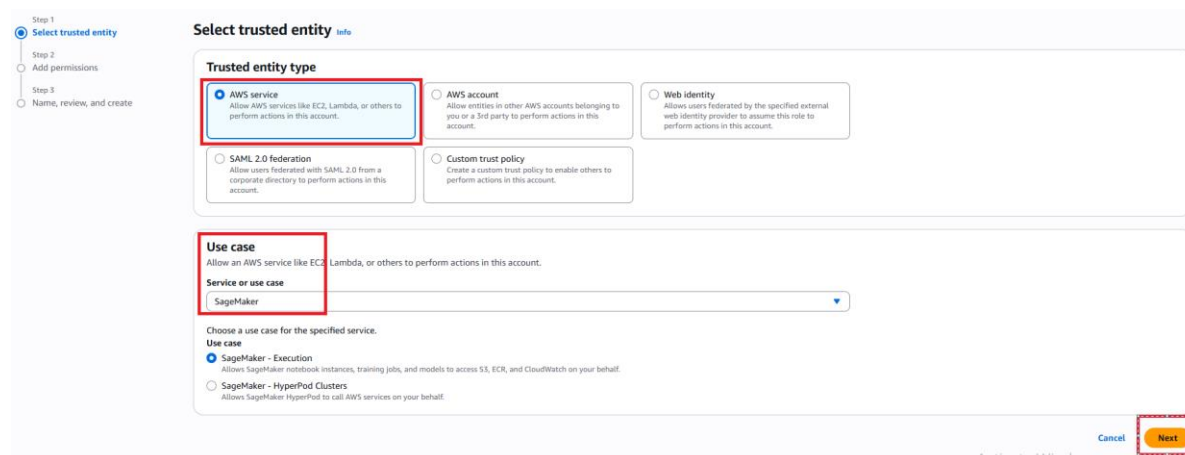 Step 1
Select trusted entity
Step 2
Add permissions
Step 3
Name, review, and create
Select trusted entity Info
Trusted entity type
AWS service
Allow AWS services like EC2, Lambda, or others to
perform actions in this account.
AWS account
Allow entities in other AWS accounts belonging to
you or a 3rd party to perform actions in this
account.
Web identity
Allows users federated by the specified external
web identity provider to assume this role to
perform actions in this account.
SAML 2.0 federation
Allow users federated with SAML 2.0 from a
corporate directory to perform actions in this
account.
Custom trust policy
Create a custom trust policy to enable others to
perform actions in this account.
Use case
Allow an AWS service like EC2, Lambda, or others to perform actions in this account.
Service or use case
SageMaker
Choose a use case for the specified service.
Use case
SageMaker - Execution
Allows SageMaker notebook instances, training jobs, and models to access S3, ECR, and CloudWatch on your behalf.
SageMaker - HyperPod Clusters
Allows SageMaker HyperPod to call AWS services on your behalf.
Cancel
Next